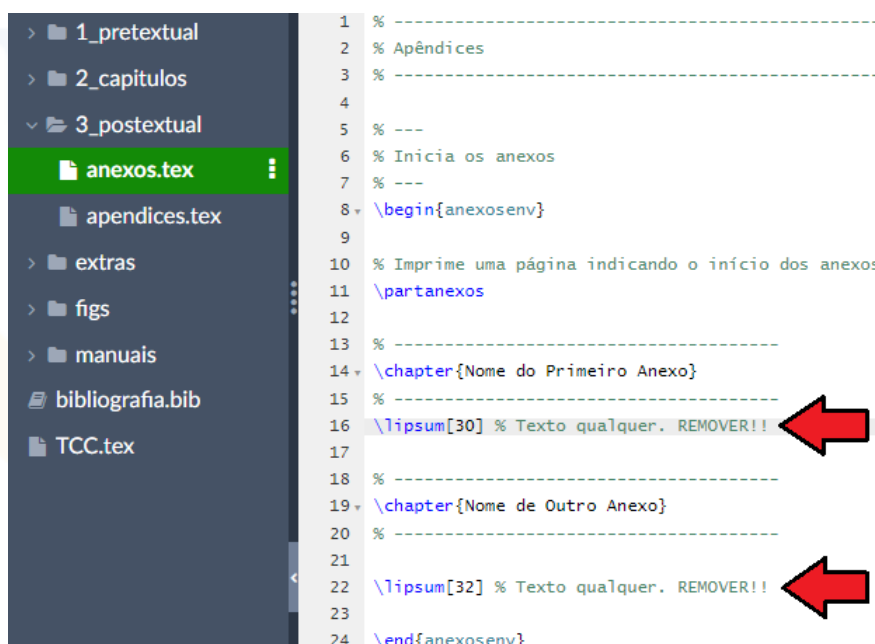 1_pretextual
2_capitulos
3_postextual
anexos.tex
apendices.tex
extras
figs
manuais
bibliografia.bib
TCC.tex
1 % -----------------------------------------------
2 % Apêndices
3 % -----------------------------------------------
4
5 % ---
6 % Inicia os anexos
7 % ---
8 \begin{anexosenv}
9
10 % Imprime uma página indicando o início dos anexos
11 \partanexos
12
13 % --------------------------------------
14 \chapter{Nome do Primeiro Anexo}
15 % --------------------------------------
16 \lipsum[30] % Texto qualquer. REMOVER!!
17
18 % --------------------------------------
19 \chapter{Nome de Outro Anexo}
20 % --------------------------------------
21
22 \lipsum[32] % Texto qualquer. REMOVER!!
23
24 \end{anexosenv}